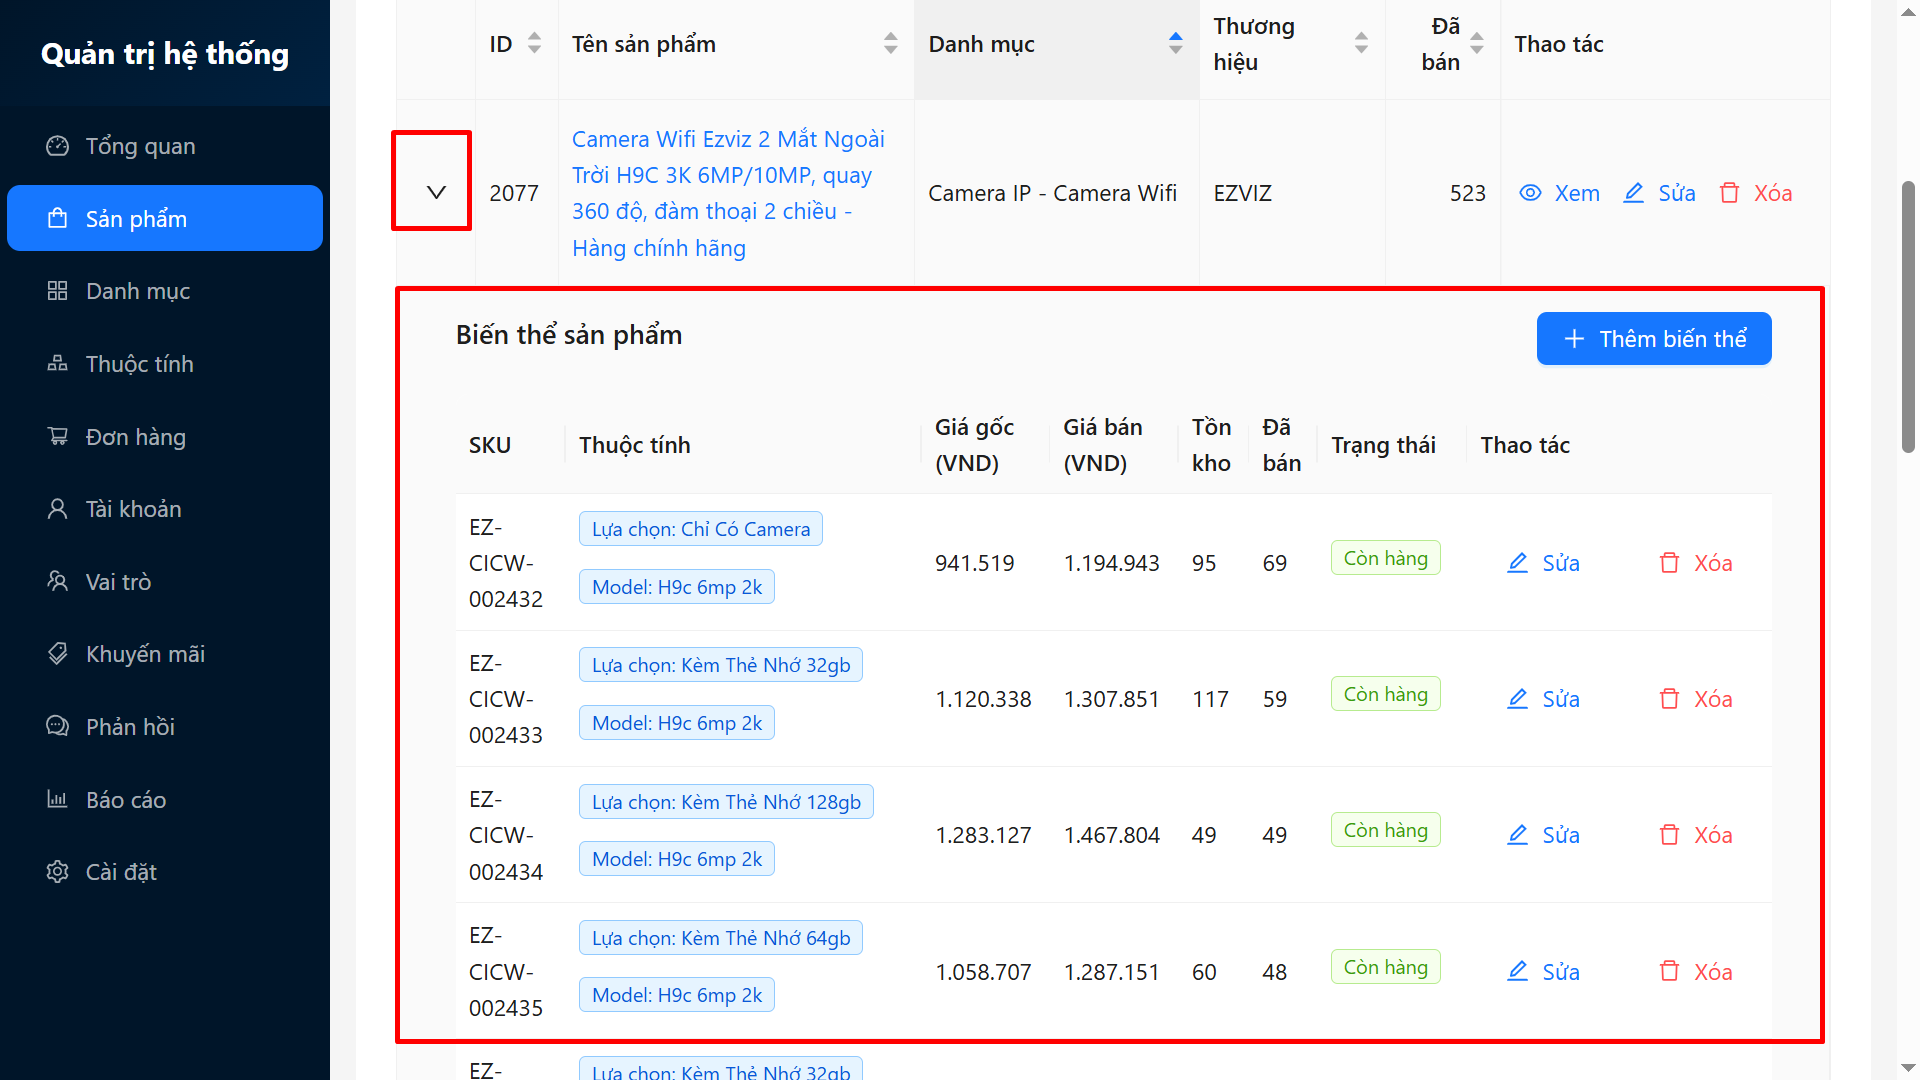 Quản trị hệ thống
Tổng quan
Sản phẩm
Danh mục
Thuộc tính
Đơn hàng
Tài khoản
Vai trò
Khuyến mãi
Phản hồi
Báo cáo
Cài đặt
ID
Tên sản phẩm
Danh mục
Thương
hiệu
Đã
bán
Thao tác
2077
Camera Wifi Ezviz 2 Mắt Ngoài
Trời H9C 3K 6MP/10MP, quay
360 độ, đàm thoại 2 chiều -
Hàng chính hãng
Camera IP - Camera Wifi
EZVIZ
523
Xem
Sửa
Xóa
Biến thể sản phẩm
Thêm biến thể
SKU
Thuộc tính
Giá gốc
(VND)
Giá bán
(VND)
Tồn
kho
Đã
bán
Trạng thái
Thao tác
EZ-
CICW-
002432
Lựa chọn: Chỉ Có Camera
Model: H9c 6mp 2k
941.519
1.194.943
95
69
Còn hàng
Sửa
Xóa
EZ-
CICW-
002433
Lựa chọn: Kèm Thẻ Nhớ 32gb
Model: H9c 6mp 2k
1.120.338
1.307.851
117
59
Còn hàng
Sửa
Xóa
EZ-
CICW-
002434
Lựa chọn: Kèm Thẻ Nhớ 128gb
Model: H9c 6mp 2k
1.283.127
1.467.804
49
49
Còn hàng
Sửa
Xóa
EZ-
CICW-
002435
Lựa chọn: Kèm Thẻ Nhớ 64gb
Model: H9c 6mp 2k
1.058.707
1.287.151
60
48
Còn hàng
Sửa
Xóa
EZ-
Lựa chọn: Kèm Thẻ Nhớ 32gb